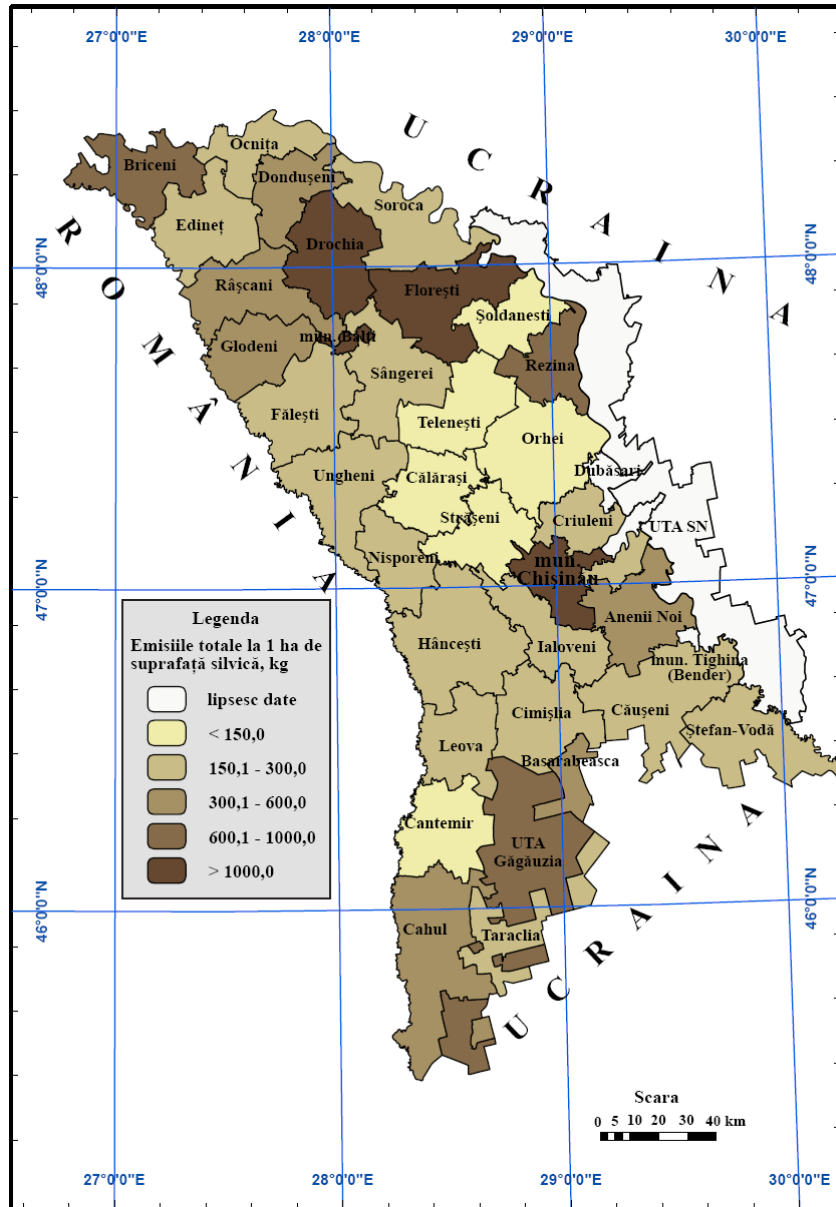 27°0'0"E 28°0'0"E 29°0'0"E 30°0'0"E
U C R A I N A
R O M Â N I A
48°0'0"N 48°0'0"N
47°0'0"N 47°0'0"N
46°0'0"N 46°0'0"N
Ocnița
Briceni
Dondușeni
Soroca
Edineț
Drochia
Râșcani
Florești
Șoldanesti
mun. Bălți
Glodeni
Rezina
Sângerei
Fălești
Telenești
Orhei
Dubăsari
Ungheni
Călărași
Strășeni
Criuleni
UTA SN
Nisporeni
mun.
Chișinău
Anenii Noi
Hâncești
Ialoveni
mun. Tighina
(Bender)
Cimișlia
Căușeni
Ștefan-Vodă
Leova
Basarabeasca
Cantemir
UTA
Găgăuzia
Cahul
Taraclia
U C R A I N A
Legenda
Emisiile totale la 1 ha de
suprafață silvică, kg
lipsesc date
< 150,0
150,1 - 300,0
300,1 - 600,0
600,1 - 1000,0
> 1000,0
Scara
0 5 10 20 30 40 km
27°0'0"E 28°0'0"E 29°0'0"E 30°0'0"E